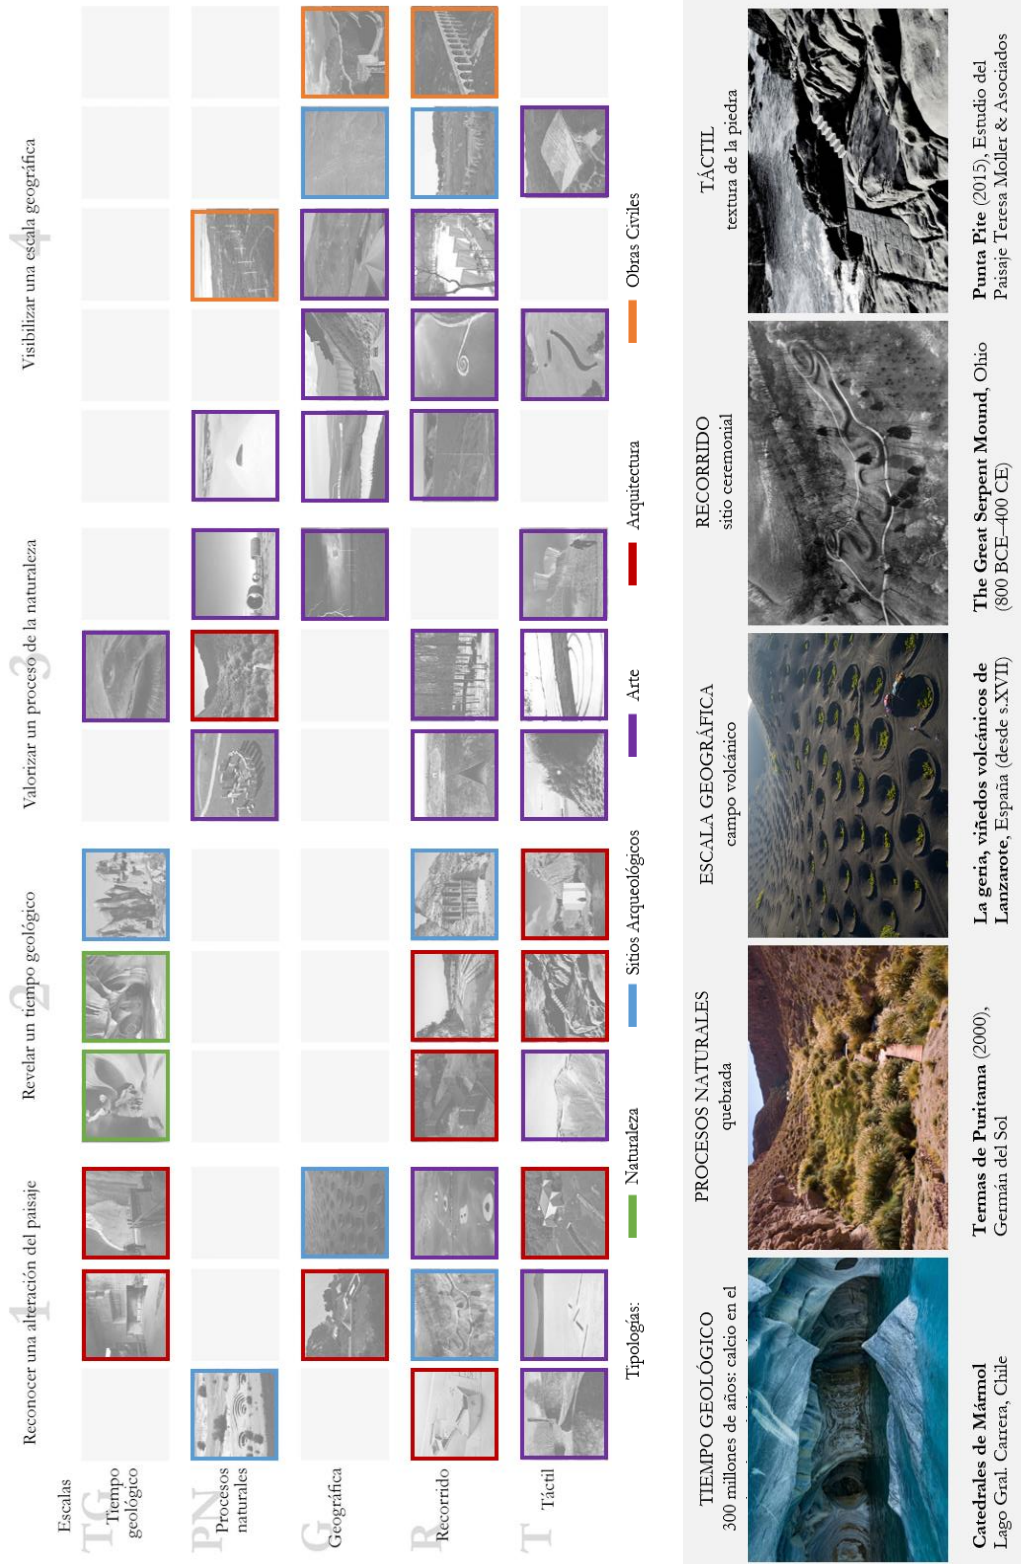 Escalas
1
Reconocer una alteración del paisaje
2
Revelar un tiempo geológico
3
Valorizar un proceso de la naturaleza
4
Visibilizar una escala geográfica
TG
Tiempo
geológico
PN
Procesos
naturales
G
Geográfica
R
Recorrido
T
Táctil
Tipologías:
Naturaleza
Sitios Arqueológicos
Arte
Arquitectura
Obras Civiles
TIEMPO GEOLÓGICO
300 millones de años: calcio en el
Catedrales de Mármol
Lago Gral. Carrera, Chile
PROCESOS NATURALES
quebrada
Termas de Puritama (2000),
Germán del Sol
ESCALA GEOGRÁFICA
campo volcánico
La geria, viñedos volcánicos de
Lanzarote, España (desde s.XVII)
RECORRIDO
sitio ceremonial
The Great Serpent Mound, Ohio
(800 BCE–400 CE)
TÁCTIL
textura de la piedra
Punta Pite (2015), Estudio del
Paisaje Teresa Moller & Asociados